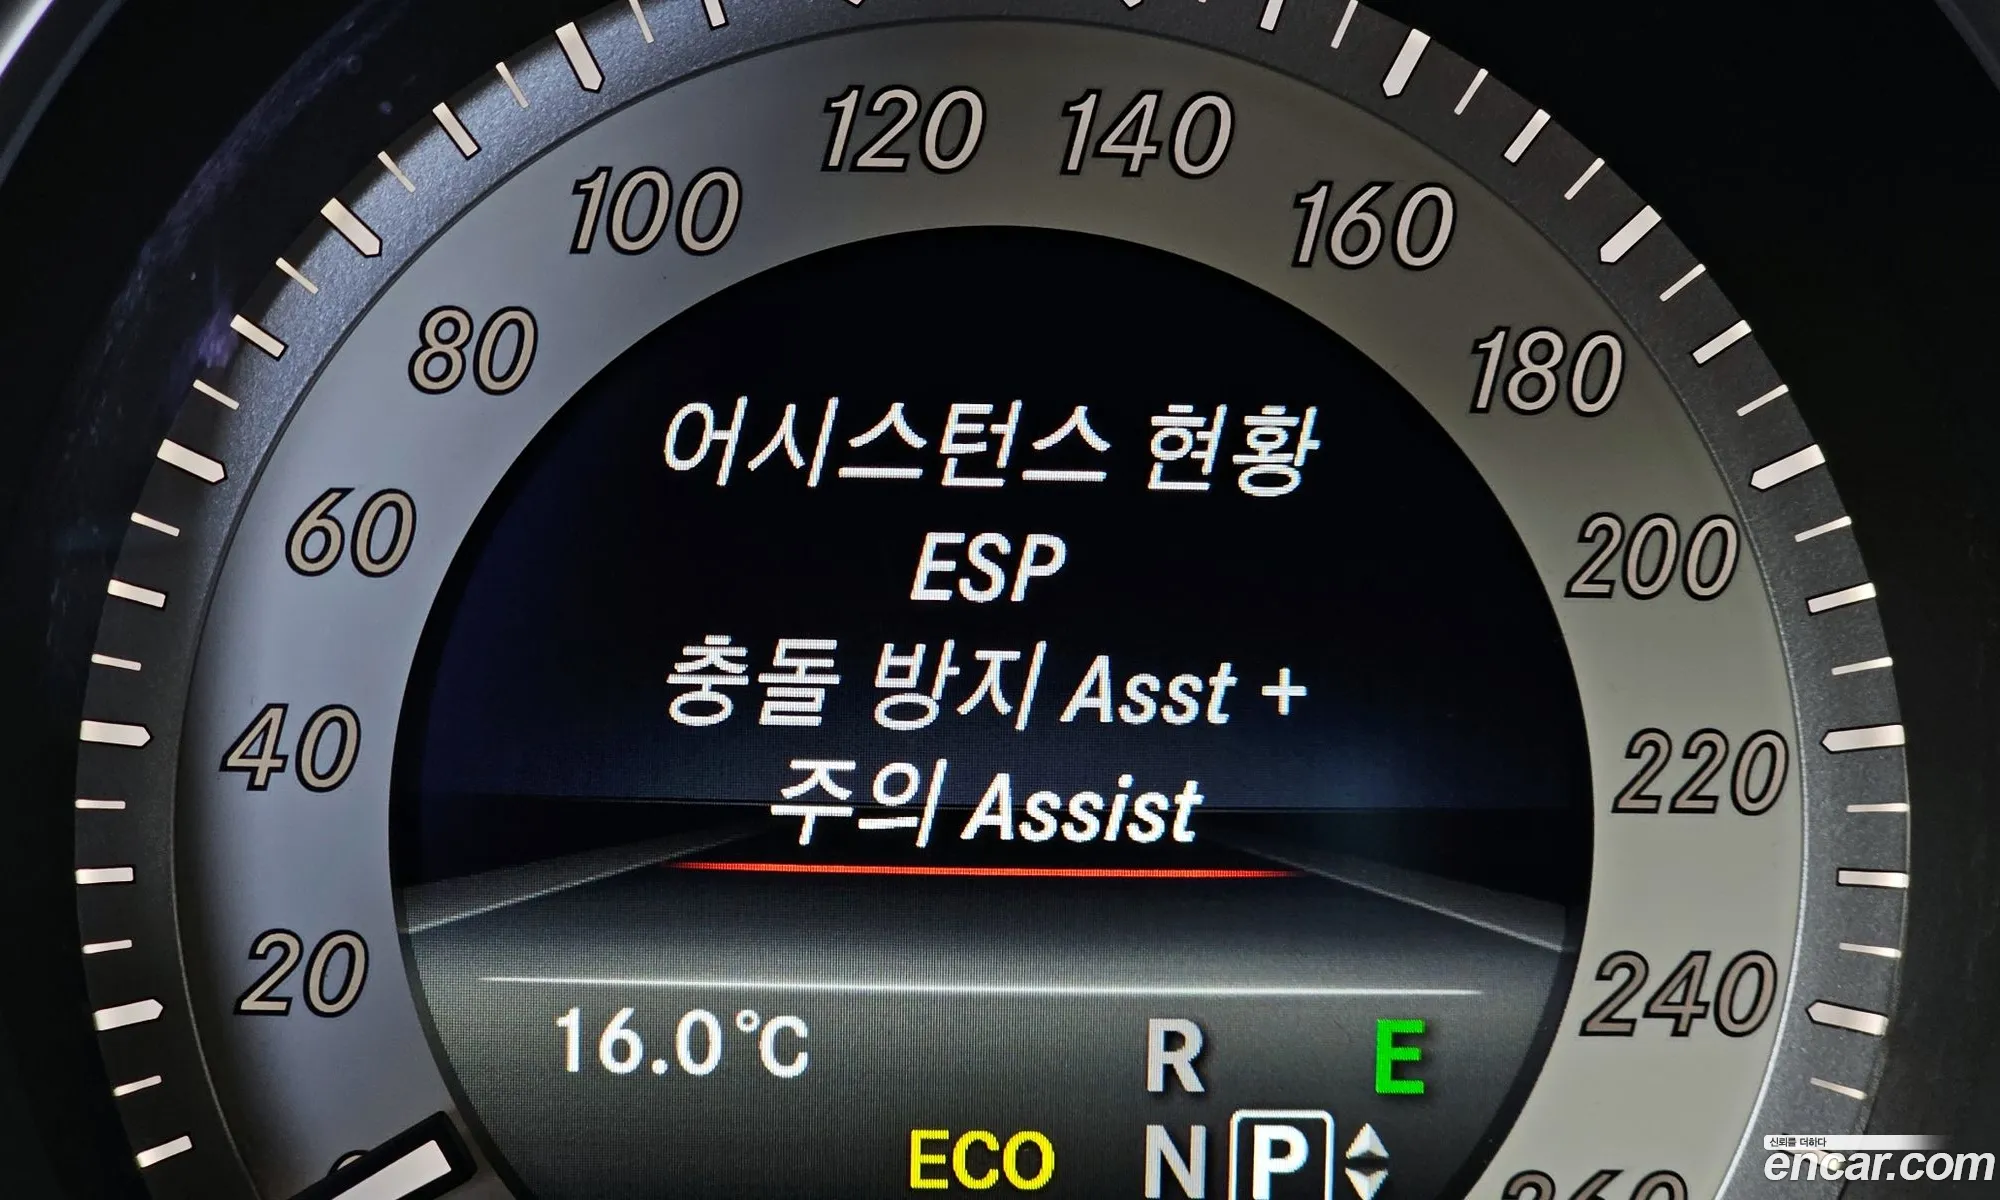 120 140
100 160
80 180
어시스턴스 현황
60 ESP 200
충돌 방지 Asst +
40 220
주의 Assist
20 240
16.0°C R E
ECO N P
260
신뢰를 더하다
encar.com